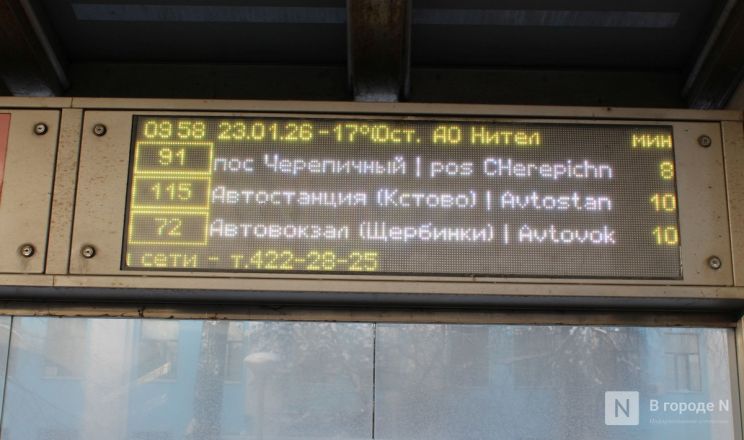 09 58 23.01.26 -17°C Ост. АО Нител мин
91 пос Черепичный | pos CHerepichn 8
115 Автостанция (Кстово) | Avtostan 10
72 Автовокзал (Щербинки) | Avtovok 10
сети - т.422-28-25
N В городе N